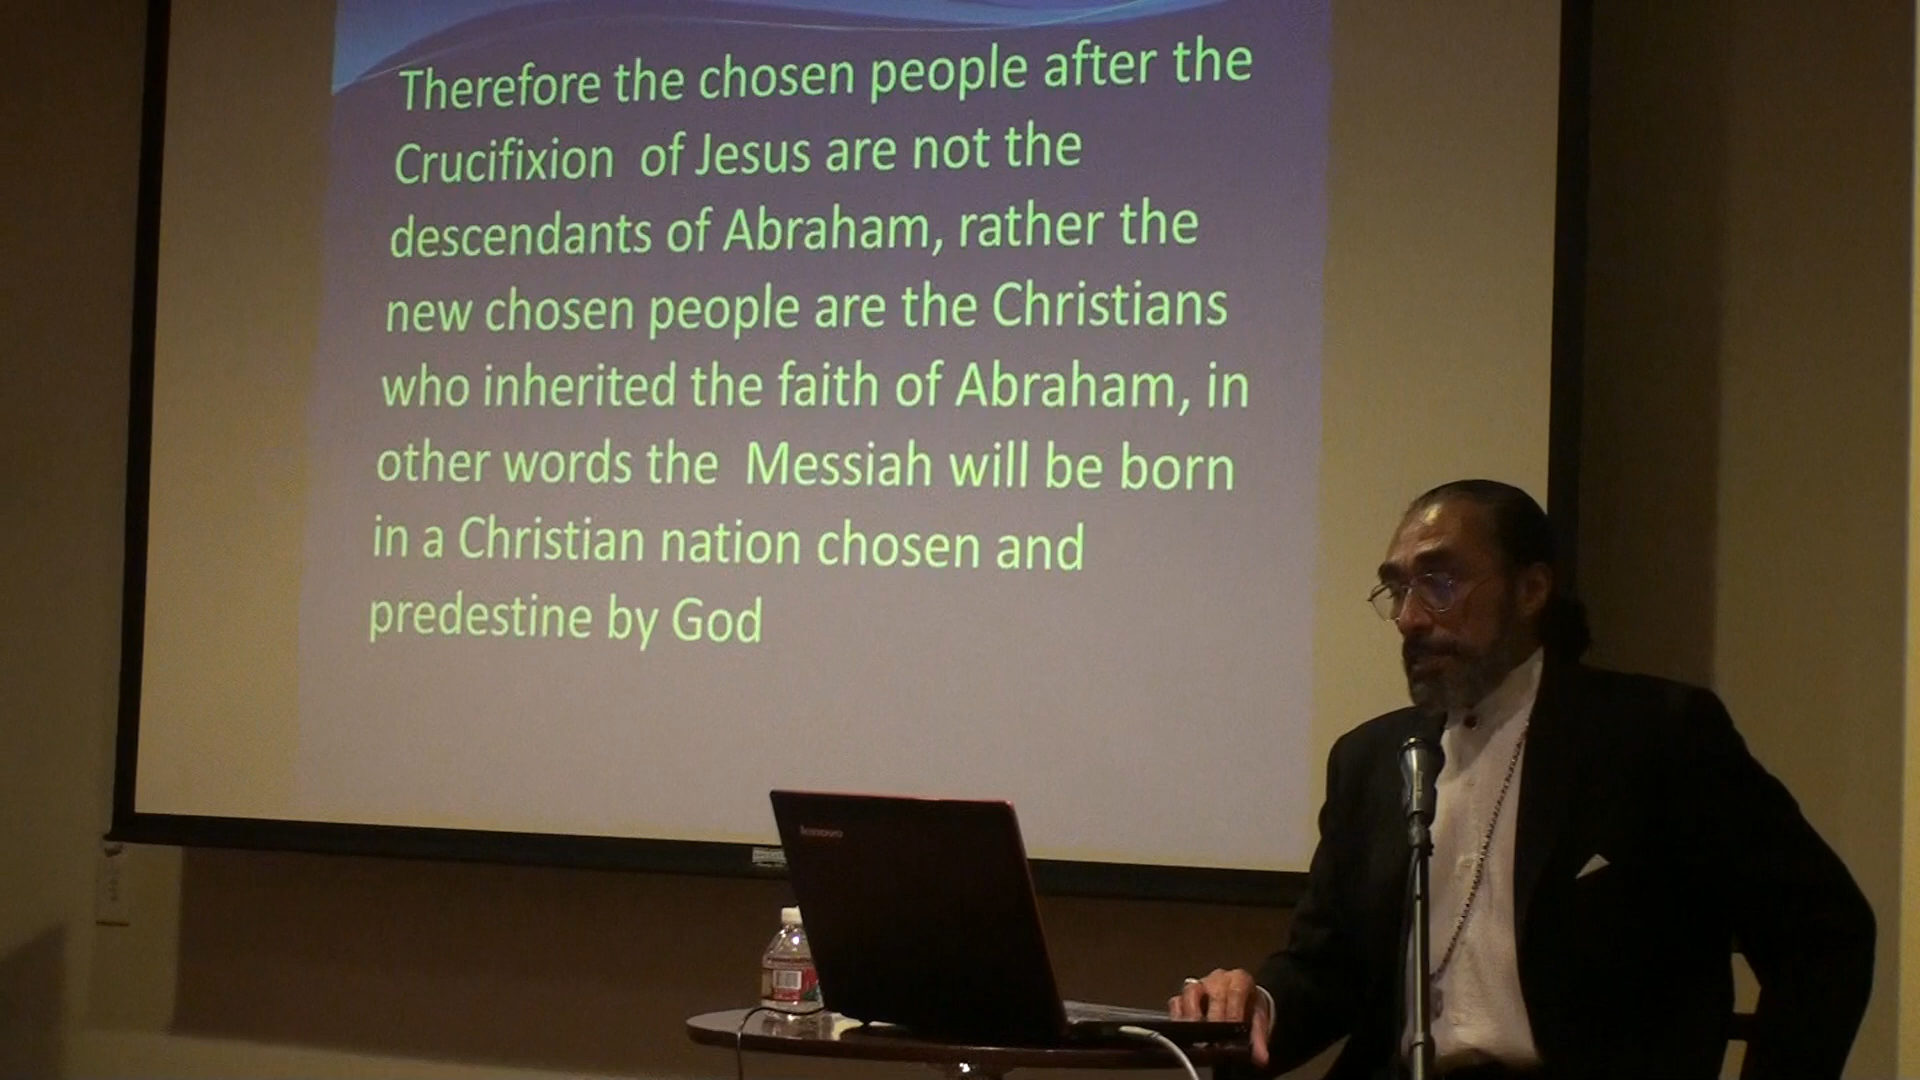 Therefore the chosen people after the
Crucifixion of Jesus are not the
descendants of Abraham, rather the
new chosen people are the Christians
who inherited the faith of Abraham, in
other words the Messiah will be born
in a Christian nation chosen and
predestine by God
lenovo